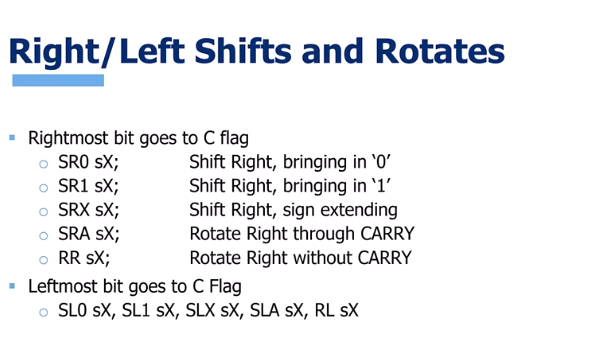 Right/Left Shifts and Rotates
Rightmost bit goes to C flag
SR0 sX; Shift Right, bringing in ‘0’
SR1 sX; Shift Right, bringing in ‘1’
SRX sX; Shift Right, sign extending
SRA sX; Rotate Right through CARRY
RR sX; Rotate Right without CARRY
Leftmost bit goes to C Flag
SL0 sX, SL1 sX, SLX sX, SLA sX, RL sX